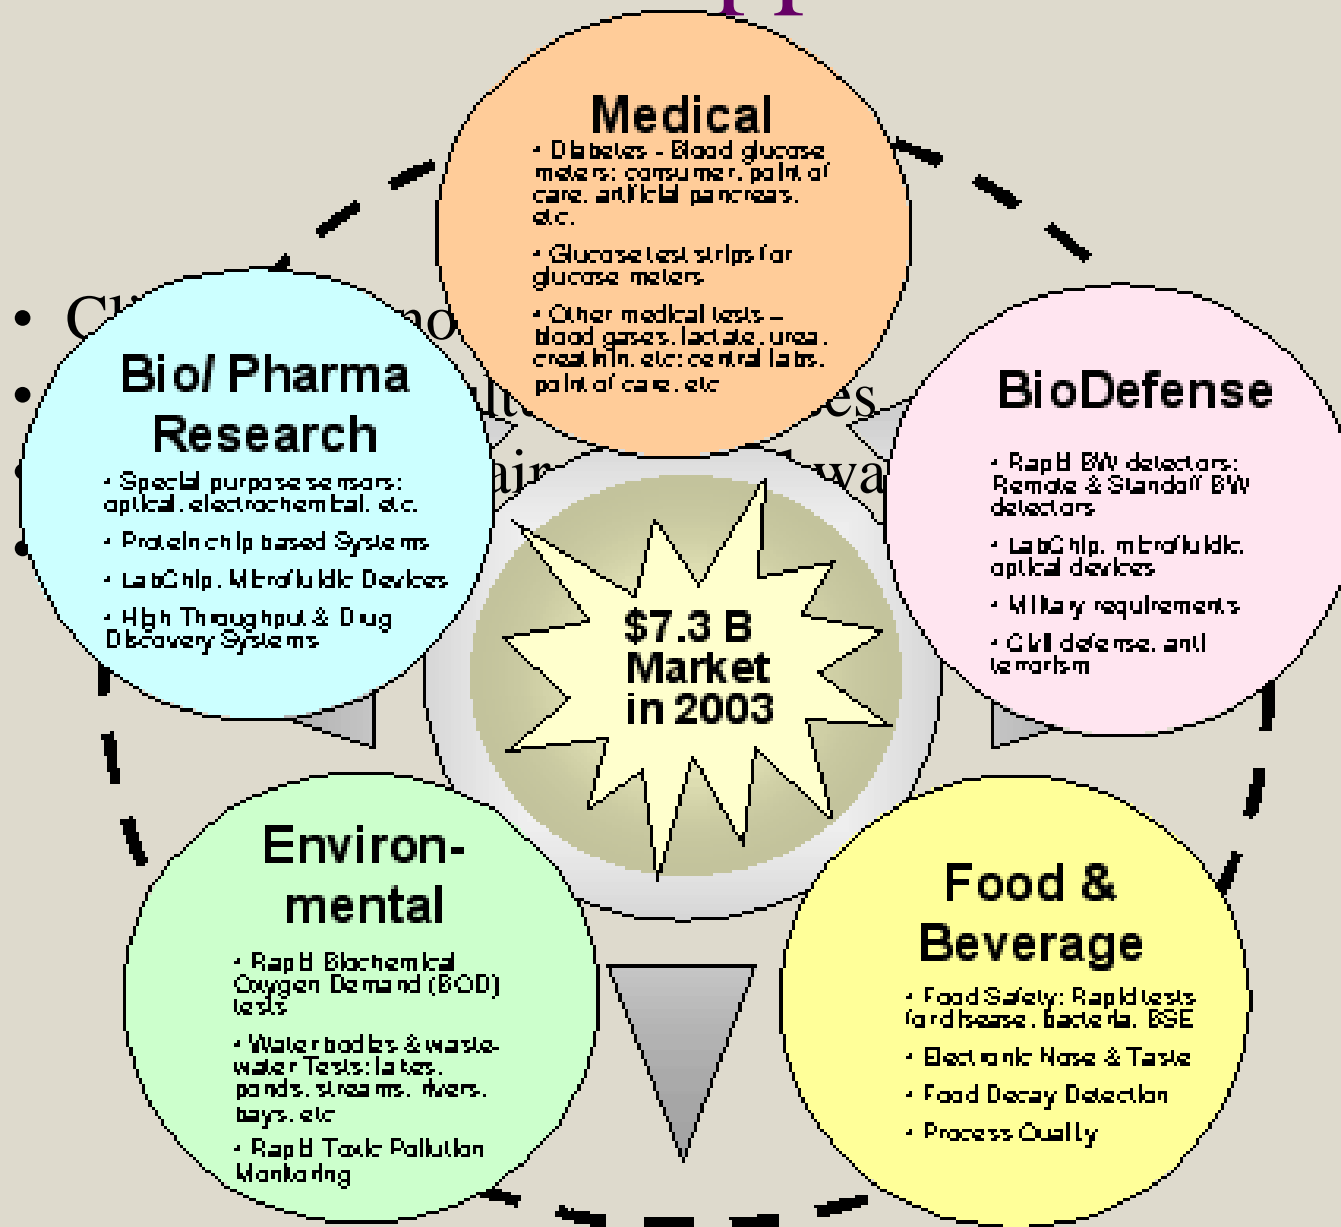 Medical
• Diabetes - Blood glucose
meters: consumer, point of
care, artificial pancreas,
etc.
• Glucose test strips for
glucose meters
• Other medical tests –
blood gases, lactate, urea,
creatinin, etc: central labs,
point of care, etc
Bio/ Pharma
Research
• Special purpose sensors:
optical, electrochemical, etc.
• Protein chip based Systems
• LabChip, Microfluidic Devices
• High Throughput & Drug
Discovery Systems
BioDefense
• Rapid BW detectors:
Remote & Standoff BW
detectors
• LabChip, microfluidic,
optical devices
• Military requirements
• Civil defense, anti
terrorism
$7.3 B
Market
in 2003
Environ-
mental
• Rapid Biochemical
Oxygen Demand (BOD)
tests
• Water bodies & waste-
water Tests: lakes,
ponds, streams, rivers,
bays, etc
• Rapid Toxic Pollution
Monitoring
Food &
Beverage
• Food Safety: Rapid tests
for disease, bacteria, BSE
• Electronic Nose & Taste
• Food Decay Detection
• Process Quality